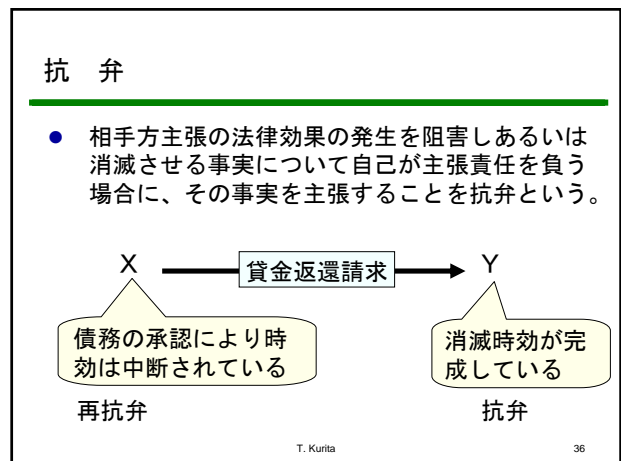 抗 弁
● 相手方主張の法律効果の発生を阻害しあるいは
消滅させる事実について自己が主張責任を負う
場合に、その事実を主張することを抗弁という。
X 貸金返還請求 Y
債務の承認により時
効は中断されている
消滅時効が完
成している
再抗弁 抗弁
T. Kurita 36